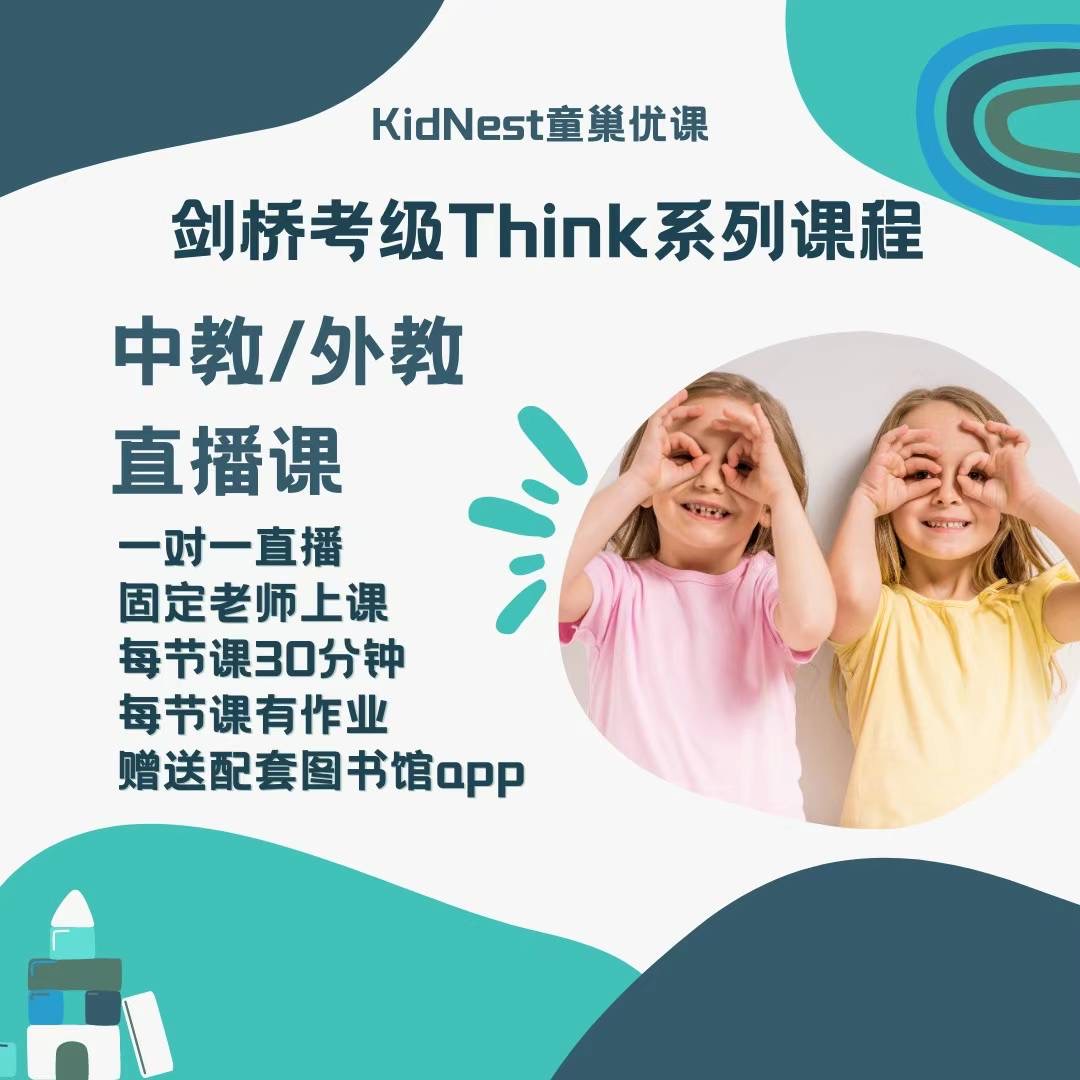 KidNest童巢优课
剑桥考级Think系列课程
中教/外教
直播课
一对一直播
固定老师上课
每节课30分钟
每节课有作业
赠送配套图书馆app